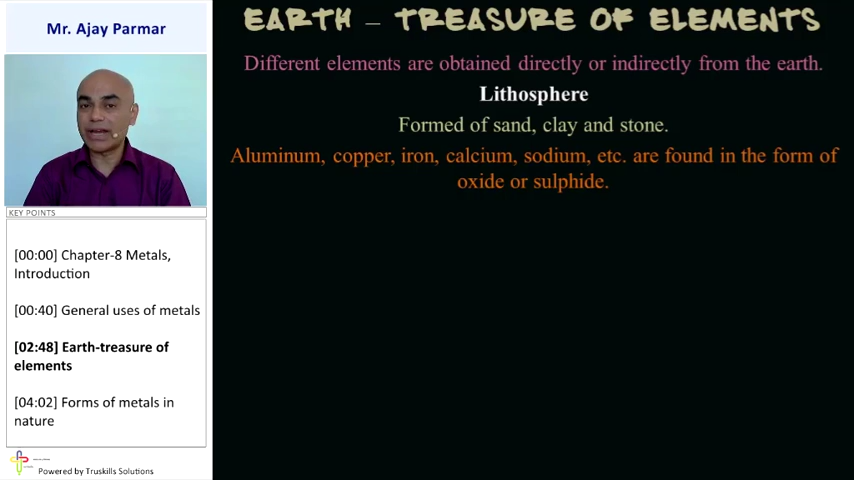 Mr. Ajay Parmar
KEY POINTS
[00:00] Chapter-8 Metals,
Introduction
[00:40] General uses of metals
[02:48] Earth-treasure of
elements
[04:02] Forms of metals in
nature
Powered by Truskills Solutions
EARTH – TREASURE OF ELEMENTS
Different elements are obtained directly or indirectly from the earth.
Lithosphere
Formed of sand, clay and stone.
Aluminum, copper, iron, calcium, sodium, etc. are found in the form of
oxide or sulphide.